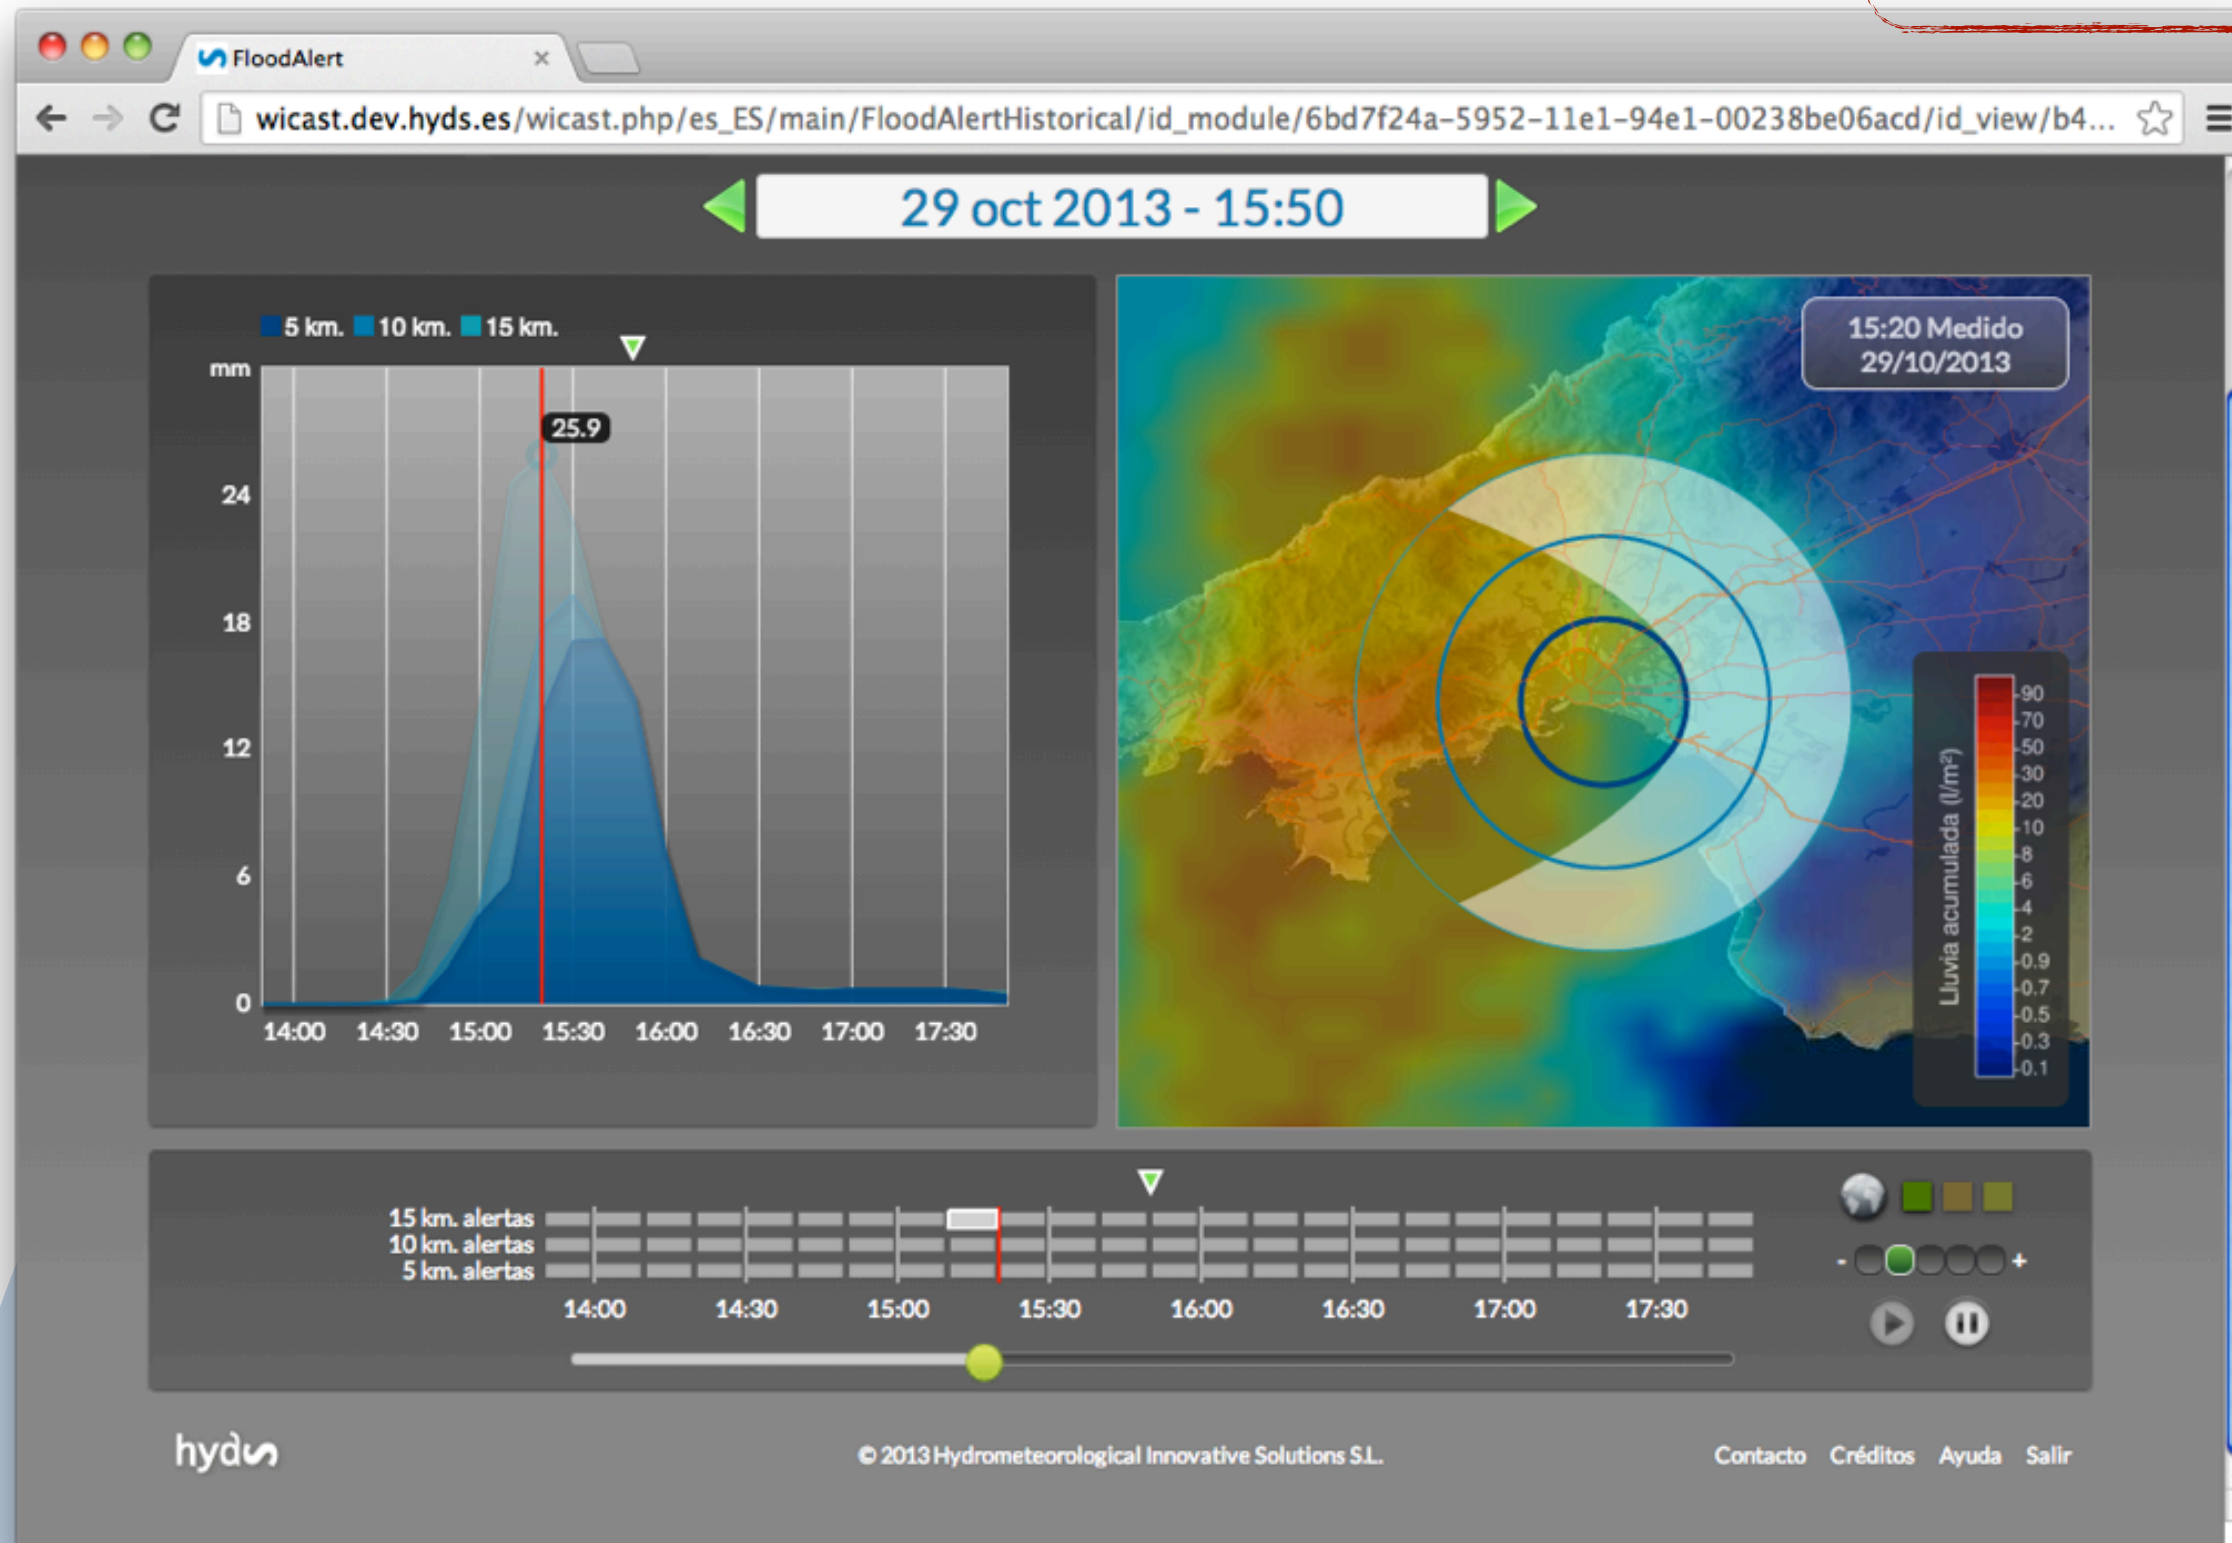 FloodAlert
wicast.dev.hyds.es/wicast.php/es_ES/main/FloodAlertHistorical/id_module/6bd7f24a-5952-11e1-94e1-00238be06acd/id_view/b4...
29 oct 2013 - 15:50
5 km. 10 km. 15 km.
mm
25.9
24
18
12
6
0
14:00 14:30 15:00 15:30 16:00 16:30 17:00 17:30
15:20 Medido
29/10/2013
Lluvia acumulada (l/m²)
90
70
50
30
20
10
8
6
4
2
0.9
0.7
0.5
0.3
0.1
15 km. alertas
10 km. alertas
5 km. alertas
14:00 14:30 15:00 15:30 16:00 16:30 17:00 17:30
- +
hyds
© 2013 Hydrometeorological Innovative Solutions S.L.
Contacto Créditos Ayuda Salir